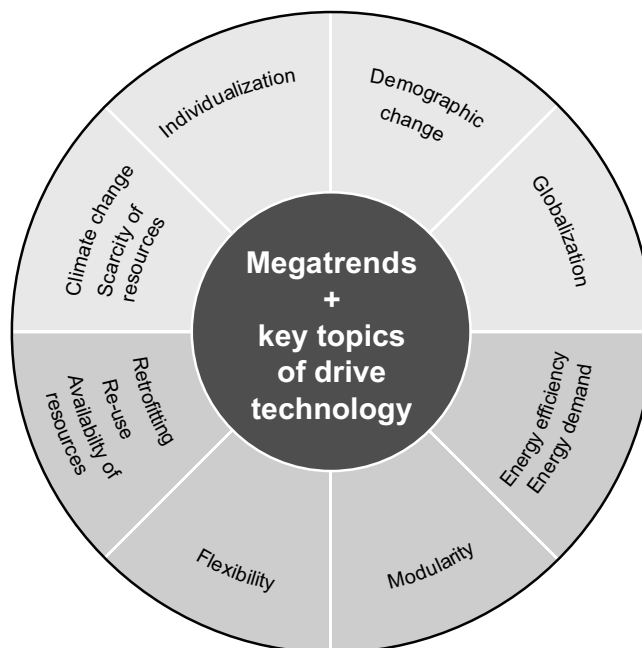 Individualization
Demographic
change
Globalization
Climate change
Scarcity of
resources
Megatrends
+
key topics
of drive
technology
Retrofitting
Re-use
Availabilty of
resources
Energy efficiency
Energy demand
Flexibility
Modularity